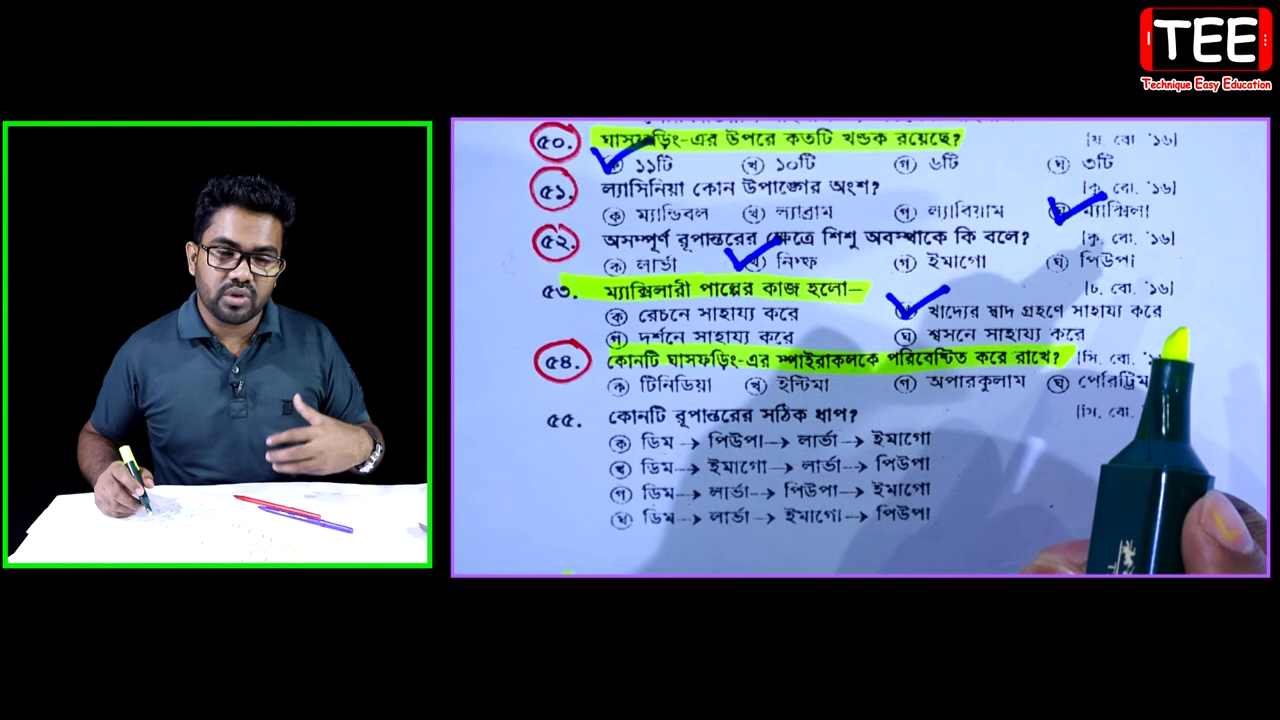 TEE
Technique Easy Education
৫০. ঘাসফড়িং-এর উপরে কতটি খন্ডক রয়েছে? [য. বো. '১৬]
১১টি (খ) ১০টি (গ) ৬টি (ঘ) ৩টি
৫১. ল্যাসিনিয়া কোন উপাঙ্গের অংশ? [কু. বো. '১৬]
(ক) ম্যান্ডিবল (খ) ল্যাব্রাম (গ) ল্যাবিয়াম (ঘ) ম্যাক্সিলা
৫২. অসম্পূর্ণ রূপান্তরের ক্ষেত্রে শিশু অবস্থাকে কি বলে? [কু. বো. '১৬]
(ক) লার্ভা (খ) নিম্ফ (গ) ইমাগো (ঘ) পিউপা
৫৩. ম্যাক্সিলারী পাল্পের কাজ হলো– [চ. বো. '১৬]
(ক) রেচনে সাহায্য করে খাদ্যের স্বাদ গ্রহণে সাহায্য করে
(গ) দর্শনে সাহায্য করে (ঘ) শ্বসনে সাহায্য করে
৫৪. কোনটি ঘাসফড়িং-এর স্পাইরাকলকে পরিবেষ্টিত করে রাখে? [সি. বো.
(ক) টিনিডিয়া (খ) ইন্টিমা (গ) অপারকুলাম (ঘ) পেরিট্রিম
৫৫. কোনটি রূপান্তরের সঠিক ধাপ? [সি. বো.
(ক) ডিম → পিউপা → লার্ভা → ইমাগো
(খ) ডিম → ইমাগো → লার্ভা → পিউপা
(গ) ডিম → লার্ভা → পিউপা → ইমাগো
(ঘ) ডিম → লার্ভা → ইমাগো → পিউপা